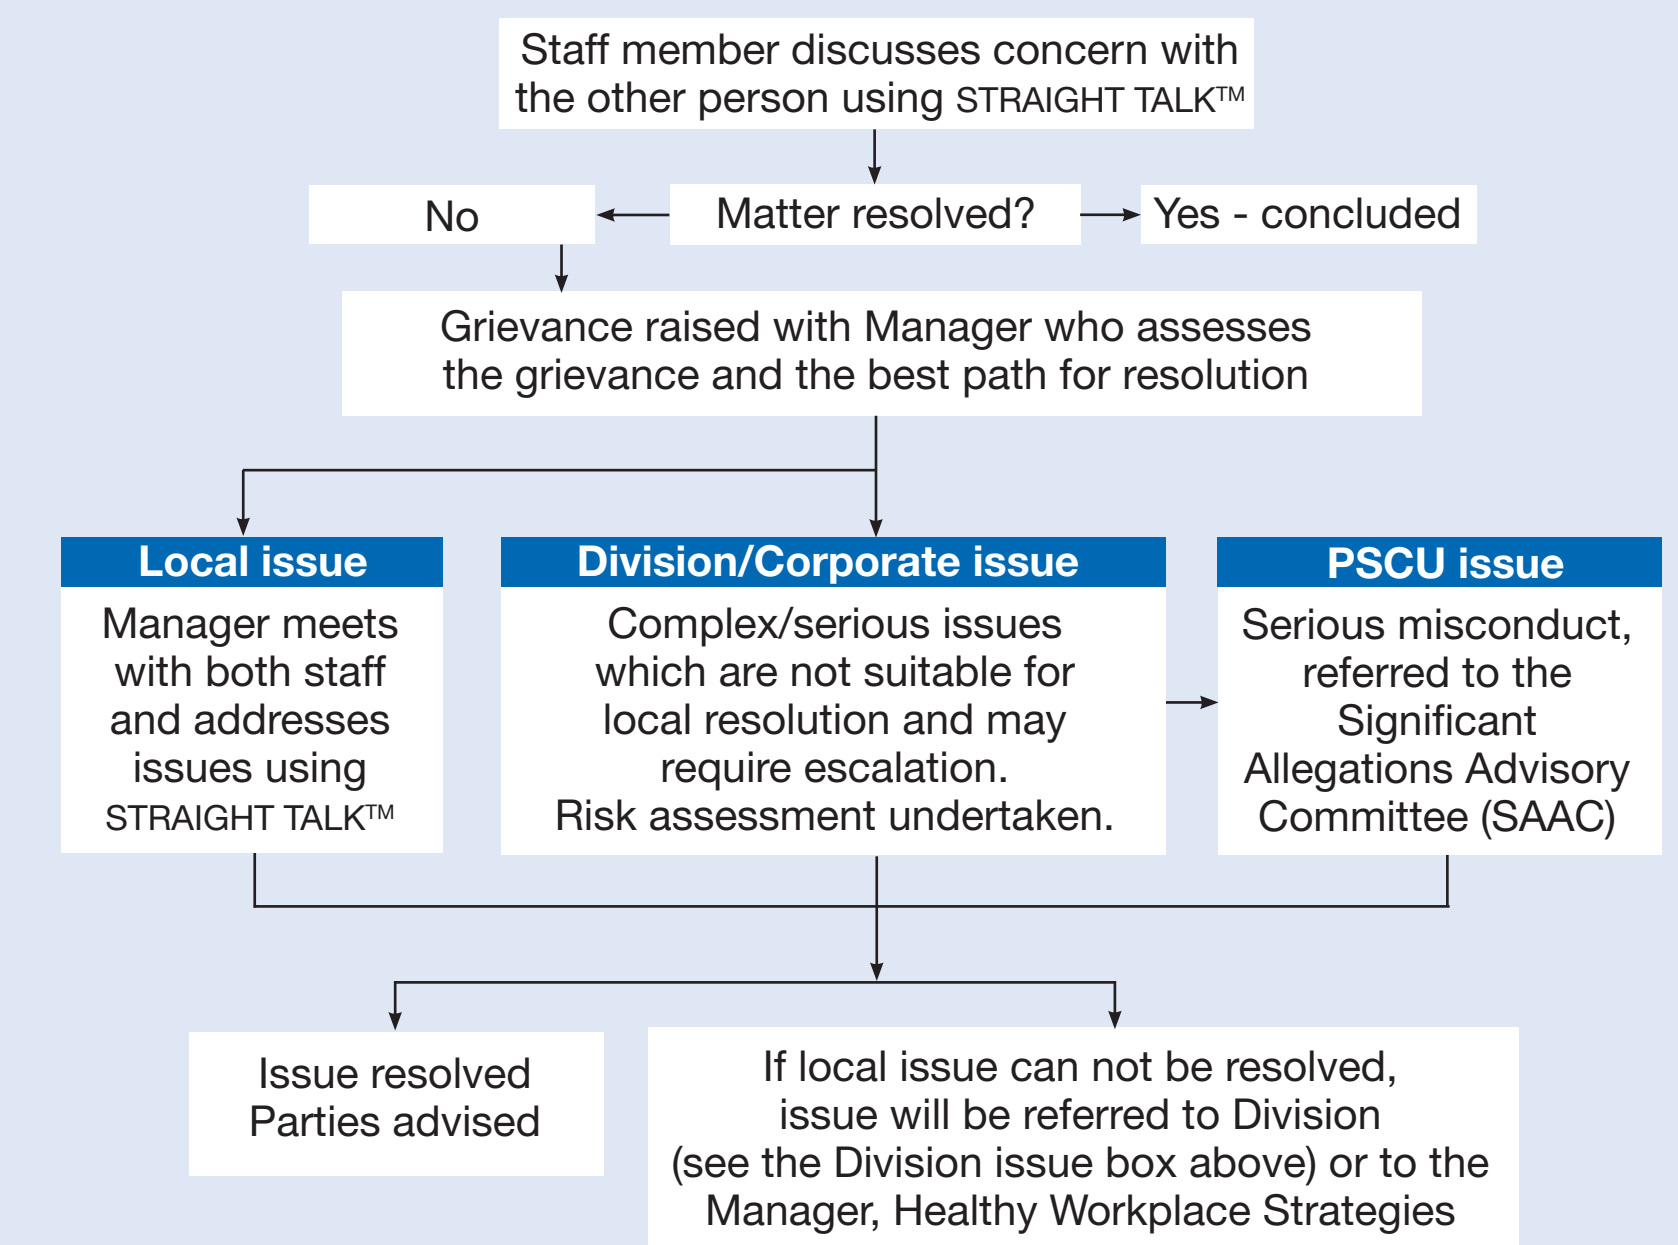 Staff member discusses concern with
the other person using STRAIGHT TALK™
No
Matter resolved?
Yes - concluded
Grievance raised with Manager who assesses
the grievance and the best path for resolution
Local issue
Manager meets
with both staff
and addresses
issues using
STRAIGHT TALK™
Division/Corporate issue
Complex/serious issues
which are not suitable for
local resolution and may
require escalation.
Risk assessment undertaken.
PSCU issue
Serious misconduct,
referred to the
Significant
Allegations Advisory
Committee (SAAC)
Issue resolved
Parties advised
If local issue can not be resolved,
issue will be referred to Division
(see the Division issue box above) or to the
Manager, Healthy Workplace Strategies